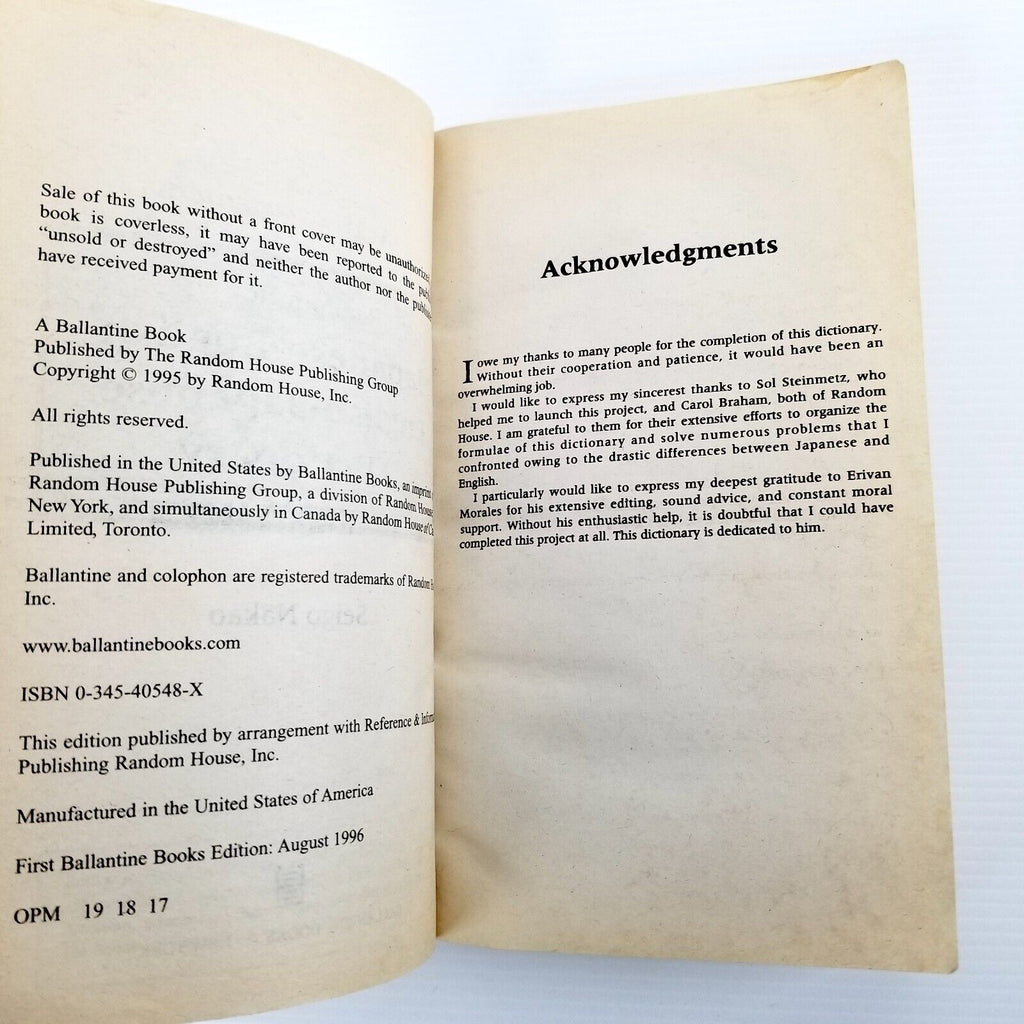 Sale of this book without a front cover may be unauthorized
book is coverless, it may have been reported to the
"unsold or destroyed" and neither the author nor the
have received payment for it.
A Ballantine Book
Published by The Random House Publishing Group
Copyright © 1995 by Random House, Inc.
All rights reserved.
Published in the United States by Ballantine Books, an imprint
Random House Publishing Group, a division of Random House
New York, and simultaneously in Canada by Random House of
Limited, Toronto.
Ballantine and colophon are registered trademarks of Random
Inc.
www.ballantinebooks.com
ISBN 0-345-40548-X
This edition published by arrangement with Reference &
Publishing Random House, Inc.
Manufactured in the United States of America
First Ballantine Books Edition: August 1996
OPM 19 18 17
Acknowledgments
I owe my thanks to many people for the completion of this dictionary.
Without their cooperation and patience, it would have been an
overwhelming job.
I would like to express my sincerest thanks to Sol Steinmetz, who
helped me to launch this project, and Carol Braham, both of Random
House. I am grateful to them for their extensive efforts to organize the
formulae of this dictionary and solve numerous problems that I
confronted owing to the drastic differences between Japanese and
English.
I particularly would like to express my deepest gratitude to Erivan
Morales for his extensive editing, sound advice, and constant moral
support. Without his enthusiastic help, it is doubtful that I could have
completed this project at all. This dictionary is dedicated to him.